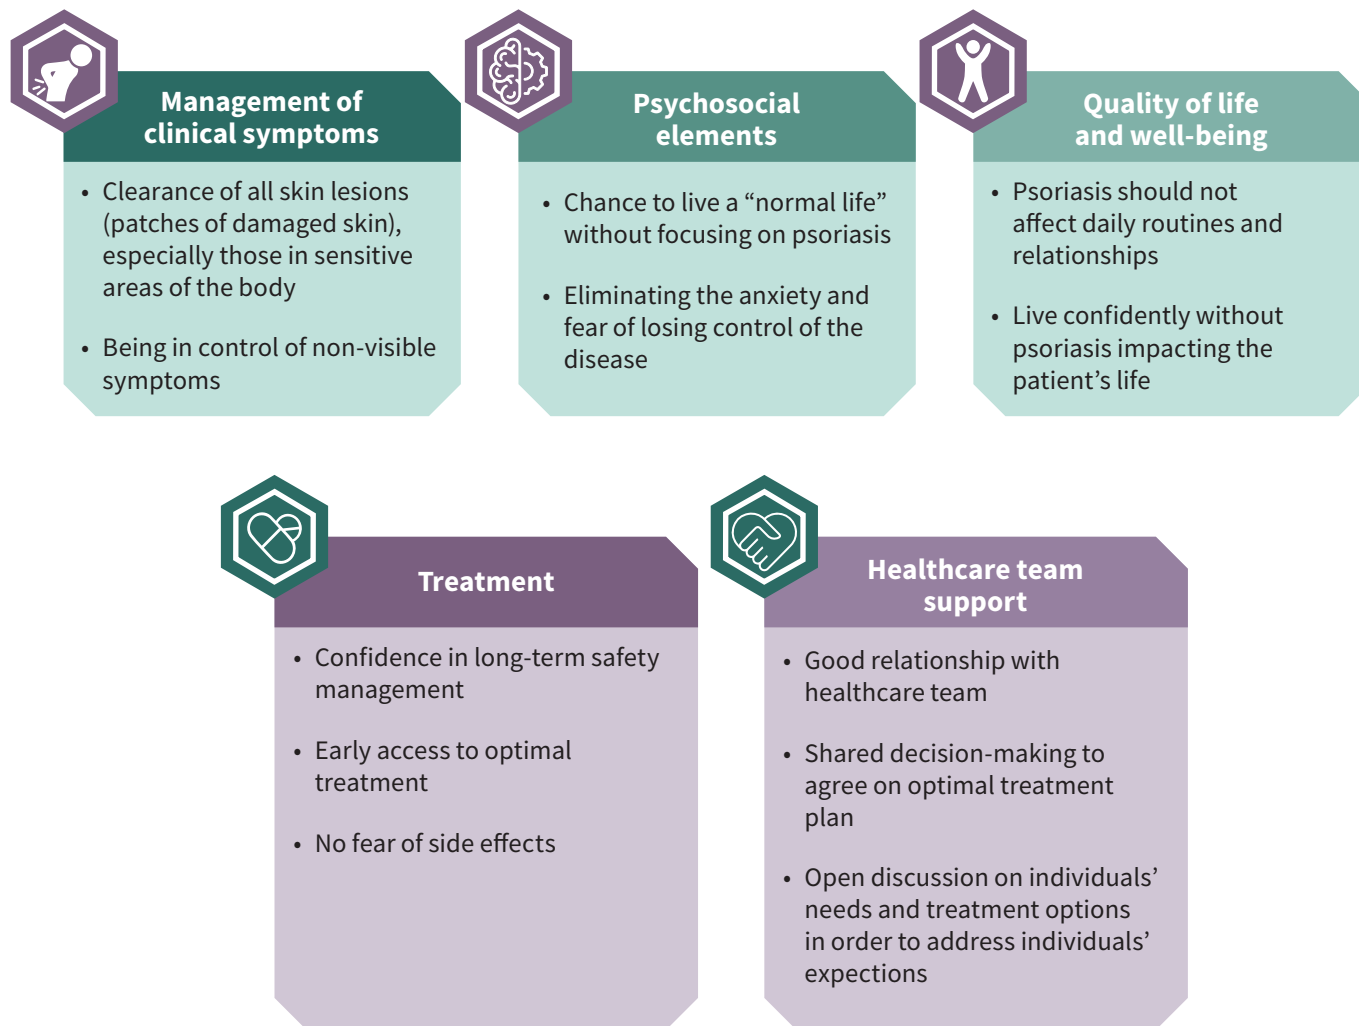 Management of
clinical symptoms
• Clearance of all skin lesions
(patches of damaged skin),
especially those in sensitive
areas of the body
• Being in control of non-visible
symptoms
Psychosocial
elements
• Chance to live a “normal life”
without focusing on psoriasis
• Eliminating the anxiety and
fear of losing control of the
disease
Quality of life
and well-being
• Psoriasis should not
affect daily routines and
relationships
• Live confidently without
psoriasis impacting the
patient’s life
Treatment
• Confidence in long-term safety
management
• Early access to optimal
treatment
• No fear of side effects
Healthcare team
support
• Good relationship with
healthcare team
• Shared decision-making to
agree on optimal treatment
plan
• Open discussion on individuals’
needs and treatment options
in order to address individuals’
expections